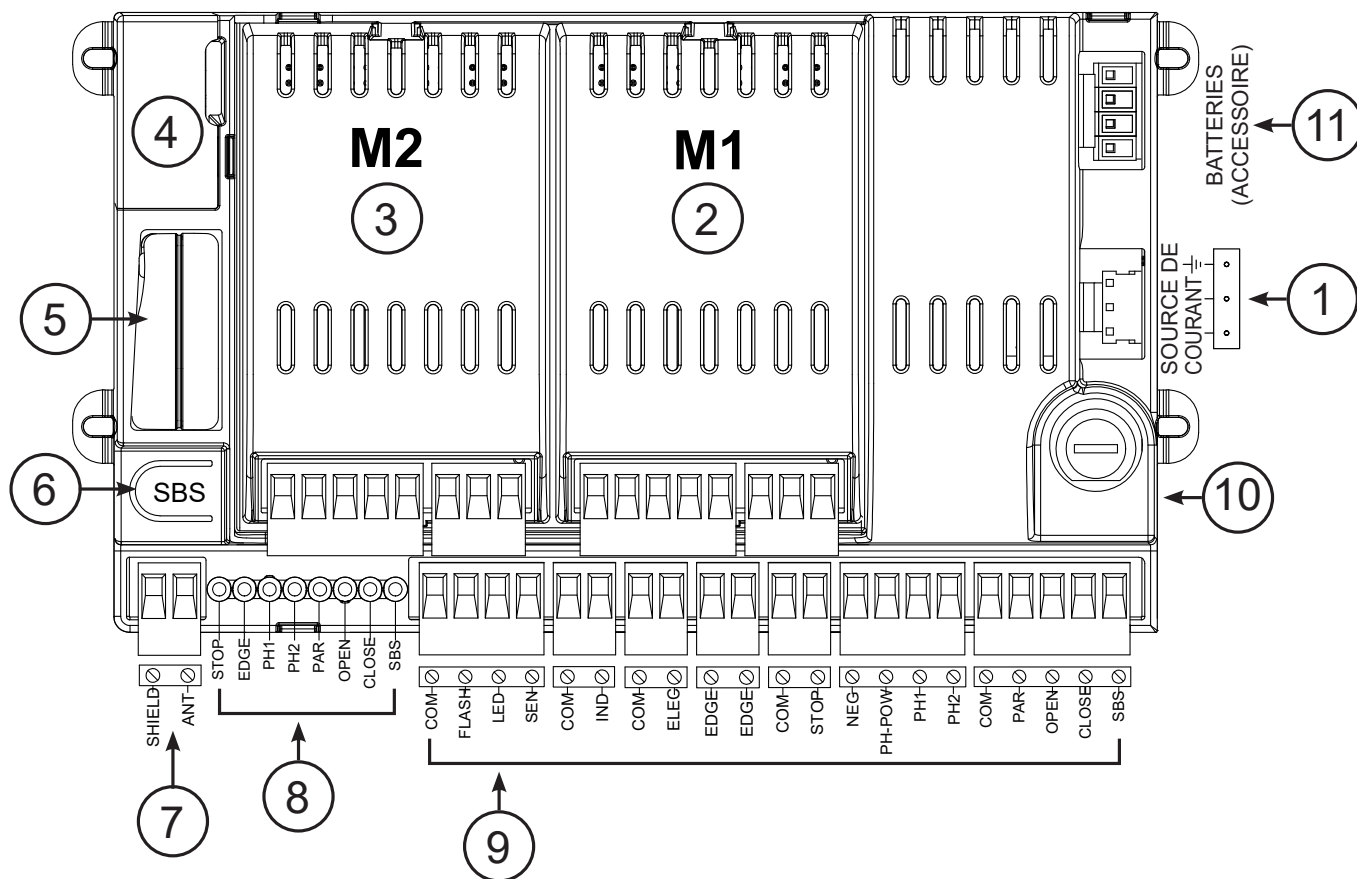 4
M2
3
M1
2
BATTERIES
(ACCESSOIRE)
11
SOURCE DE
COURANT
1
5
6
SBS
10
STOP
EDGE
PH1
PH2
PAR
OPEN
CLOSE
SBS
SHIELD
ANT
COM
FLASH
LED
SEN
COM
IND
COM
ELEG
EDGE
EDGE
COM
STOP
NEG
PH-POW
PH1
PH2
COM
PAR
OPEN
CLOSE
SBS
7
8
9